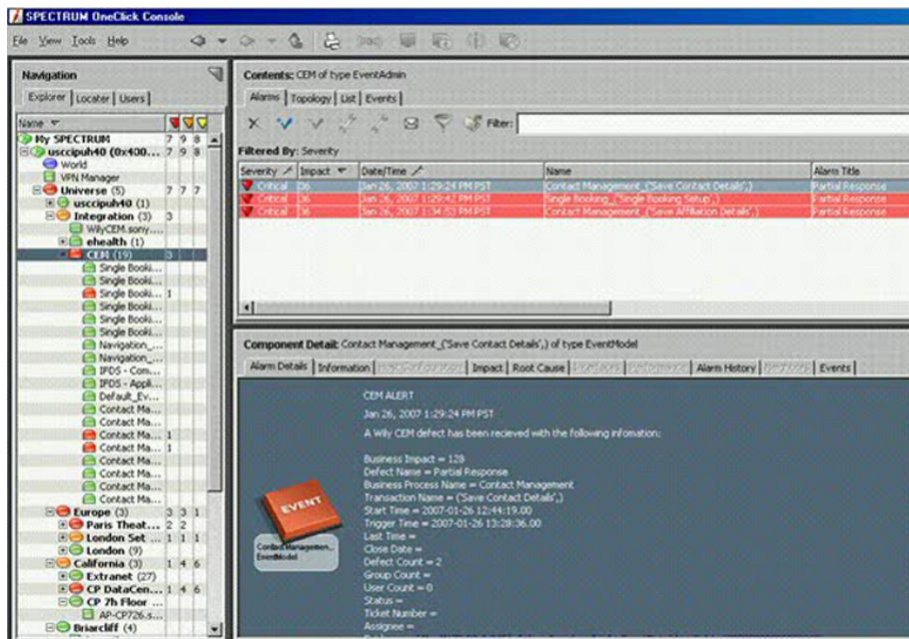 SPECTRUM OneClick Console
File View Tools Help
Navigation
Explorer Locater Users
Name
My SPECTRUM 7 9 8
usccipuh40 (0x400... 7 9 8
World
VPN Manager
Universe (5) 7 7 7
usccipuh40 (1)
Integration (3) 3
WilyCEM.sony....
ehealth (1)
CEM (19) 3
Single Booki...
Single Booki...
Single Booki... 1
Single Booki...
Single Booki...
Single Booki...
Navigation_...
Navigation_...
IFDS - Com...
IFDS - Appli...
Default_Ev...
Contact Ma...
Contact Ma...
Contact Ma... 1
Contact Ma... 1
Contact Ma...
Contact Ma...
Contact Ma...
Contact Ma...
Europe (3) 3 3 1
Paris Theat... 2 2
London Set ... 1 1 1
London (9)
California (3) 1 4 6
Extranet (27)
CP DataCen... 1 4 6
CP 7h Floor ...
AP-CP726.s...
Briarcliff (4)
Contents: CEM of type EventAdmin
Alarms Topology List Events
Filter:
Filtered By: Severity
Severity Impact Date/Time Name Alarm Title
Critical 36 Jan 26, 2007 1:29:24 PM PST Contact Management_('Save Contact Details',) Partial Response
Critical 36 Jan 26, 2007 1:29:42 PM PST Single Booking_('Single Booking Setup',) Partial Response
Critical 36 Jan 26, 2007 1:34:53 PM PST Contact Management_('Save Affiliation Details',) Partial Response
Component Detail: Contact Management_('Save Contact Details',) of type EventModel
Alarm Details Information Host Configuration Impact Root Cause Interfaces Performance Alarm History Neighbors Events
CEM ALERT
Jan 26, 2007 1:29:24 PM PST
A Wily CEM defect has been recieved with the following infomation:
Business Impact = 128
Defect Name = Partial Response
Business Process Name = Contact Management
Transaction Name = ('Save Contact Details',)
Start Time = 2007-01-26 12:44:19.00
Trigger Time = 2007-01-26 13:28:36.00
Last Time =
Close Date =
Defect Count = 2
Group Count =
User Count = 0
Status =
Ticket Number =
Assignee =
EVENT
Contact Management_...
EventModel